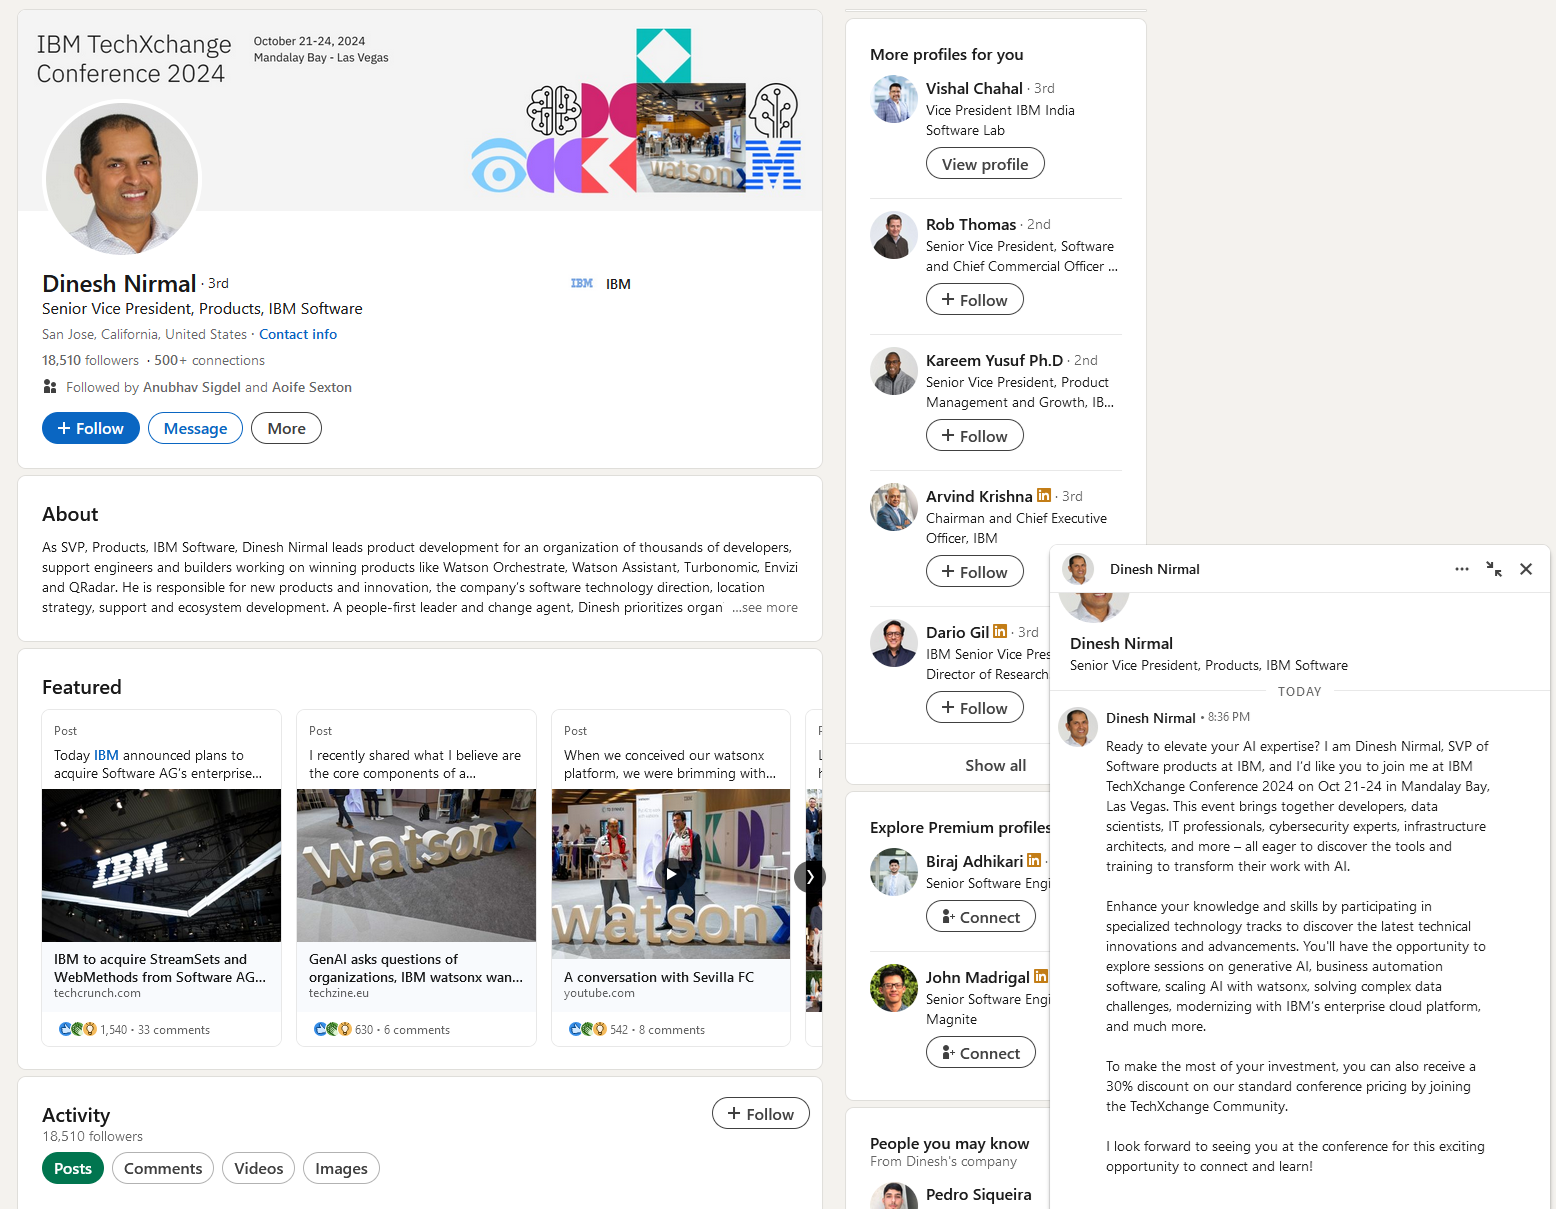 IBM TechXchange
Conference 2024
October 21-24, 2024
Mandalay Bay - Las Vegas
watsonx
Dinesh Nirmal · 3rd
Senior Vice President, Products, IBM Software
San Jose, California, United States · Contact info
18,510 followers · 500+ connections
Followed by Anubhav Sigdel and Aoife Sexton
+ Follow
Message
More
IBM IBM
About
As SVP, Products, IBM Software, Dinesh Nirmal leads product development for an organization of thousands of developers,
support engineers and builders working on winning products like Watson Orchestrate, Watson Assistant, Turbonomic, Envizi
and QRadar. He is responsible for new products and innovation, the company's software technology direction, location
strategy, support and ecosystem development. A people-first leader and change agent, Dinesh prioritizes organ ...see more
Featured
Post
Today IBM announced plans to
acquire Software AG's enterprise...
IBM
IBM to acquire StreamSets and
WebMethods from Software AG...
techcrunch.com
1,540 • 33 comments
Post
I recently shared what I believe are
the core components of a...
watsonx
GenAI asks questions of
organizations, IBM watsonx wan...
techzine.eu
630 • 6 comments
Post
When we conceived our watsonx
platform, we were brimming with...
watsonx
A conversation with Sevilla FC
youtube.com
542 • 8 comments
Activity
18,510 followers
+ Follow
Posts
Comments
Videos
Images
More profiles for you
Vishal Chahal · 3rd
Vice President IBM India
Software Lab
View profile
Rob Thomas · 2nd
Senior Vice President, Software
and Chief Commercial Officer ...
+ Follow
Kareem Yusuf Ph.D · 2nd
Senior Vice President, Product
Management and Growth, IB...
+ Follow
Arvind Krishna in · 3rd
Chairman and Chief Executive
Officer, IBM
+ Follow
Dario Gil in · 3rd
IBM Senior Vice Pres
Director of Research
+ Follow
Show all
Explore Premium profiles
Biraj Adhikari in ·
Senior Software Engi
Connect
John Madrigal in
Senior Software Engi
Magnite
Connect
People you may know
From Dinesh's company
Pedro Siqueira
Dinesh Nirmal
Dinesh Nirmal
Senior Vice President, Products, IBM Software
TODAY
Dinesh Nirmal • 8:36 PM
Ready to elevate your AI expertise? I am Dinesh Nirmal, SVP of
Software products at IBM, and I'd like you to join me at IBM
TechXchange Conference 2024 on Oct 21-24 in Mandalay Bay,
Las Vegas. This event brings together developers, data
scientists, IT professionals, cybersecurity experts, infrastructure
architects, and more – all eager to discover the tools and
training to transform their work with AI.
Enhance your knowledge and skills by participating in
specialized technology tracks to discover the latest technical
innovations and advancements. You'll have the opportunity to
explore sessions on generative AI, business automation
software, scaling AI with watsonx, solving complex data
challenges, modernizing with IBM's enterprise cloud platform,
and much more.
To make the most of your investment, you can also receive a
30% discount on our standard conference pricing by joining
the TechXchange Community.
I look forward to seeing you at the conference for this exciting
opportunity to connect and learn!